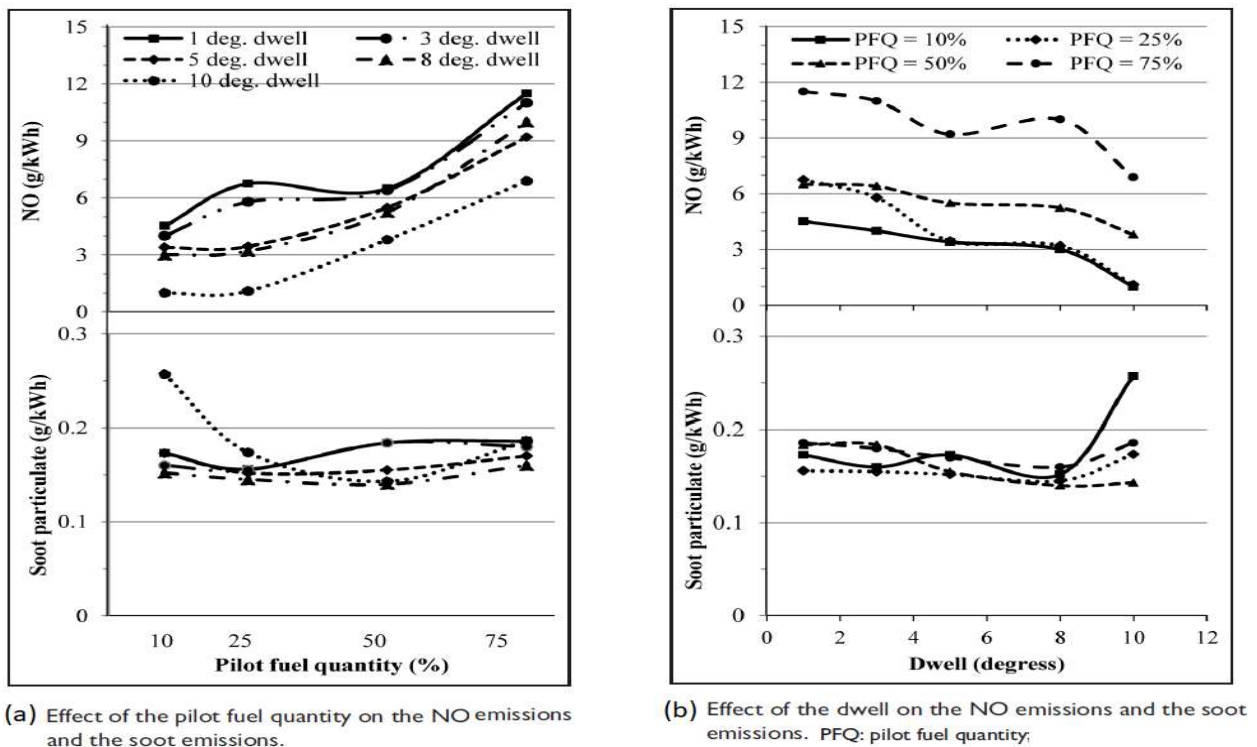 15
12
9
6
3
0
NO (g/kWh)
1 deg. dwell
3 deg. dwell
5 deg. dwell
8 deg. dwell
10 deg. dwell
0.3
0.2
0.1
0
Soot particulate (g/kWh)
10 25 50 75
Pilot fuel quantity (%)
(a) Effect of the pilot fuel quantity on the NO emissions
and the soot emissions.
15
12
9
6
3
0
NO (g/kWh)
PFQ = 10%
PFQ = 25%
PFQ = 50%
PFQ = 75%
0.3
0.2
0.1
0
Soot particulate (g/kWh)
0 2 4 6 8 10 12
Dwell (degress)
(b) Effect of the dwell on the NO emissions and the soot
emissions. PFQ: pilot fuel quantity;